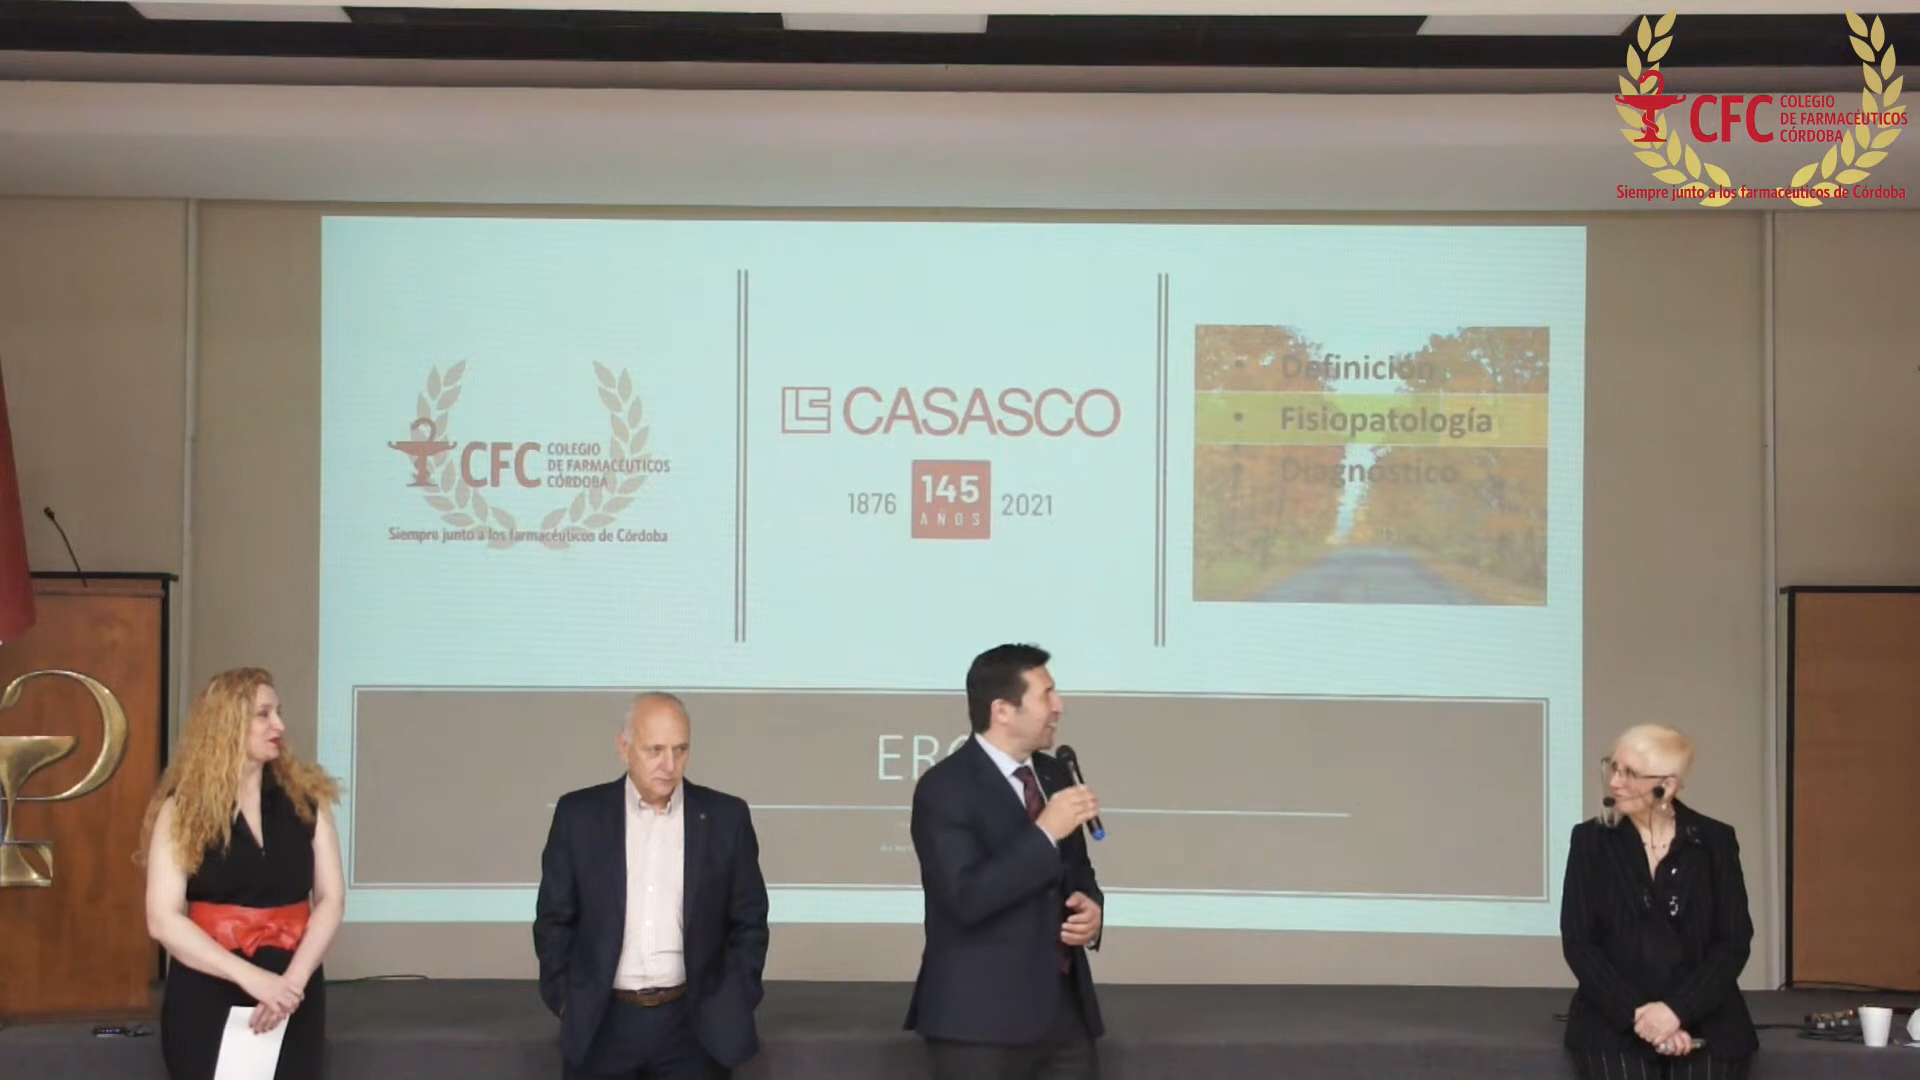 CFC COLEGIO
DE FARMACÉUTICOS
CÓRDOBA
Siempre junto a los farmacéuticos de Córdoba
CFC COLEGIO
DE FARMACÉUTICOS
CÓRDOBA
Siempre junto a los farmacéuticos de Córdoba
CASASCO
1876 145 AÑOS 2021
• Definición
• Fisiopatología
• Diagnóstico